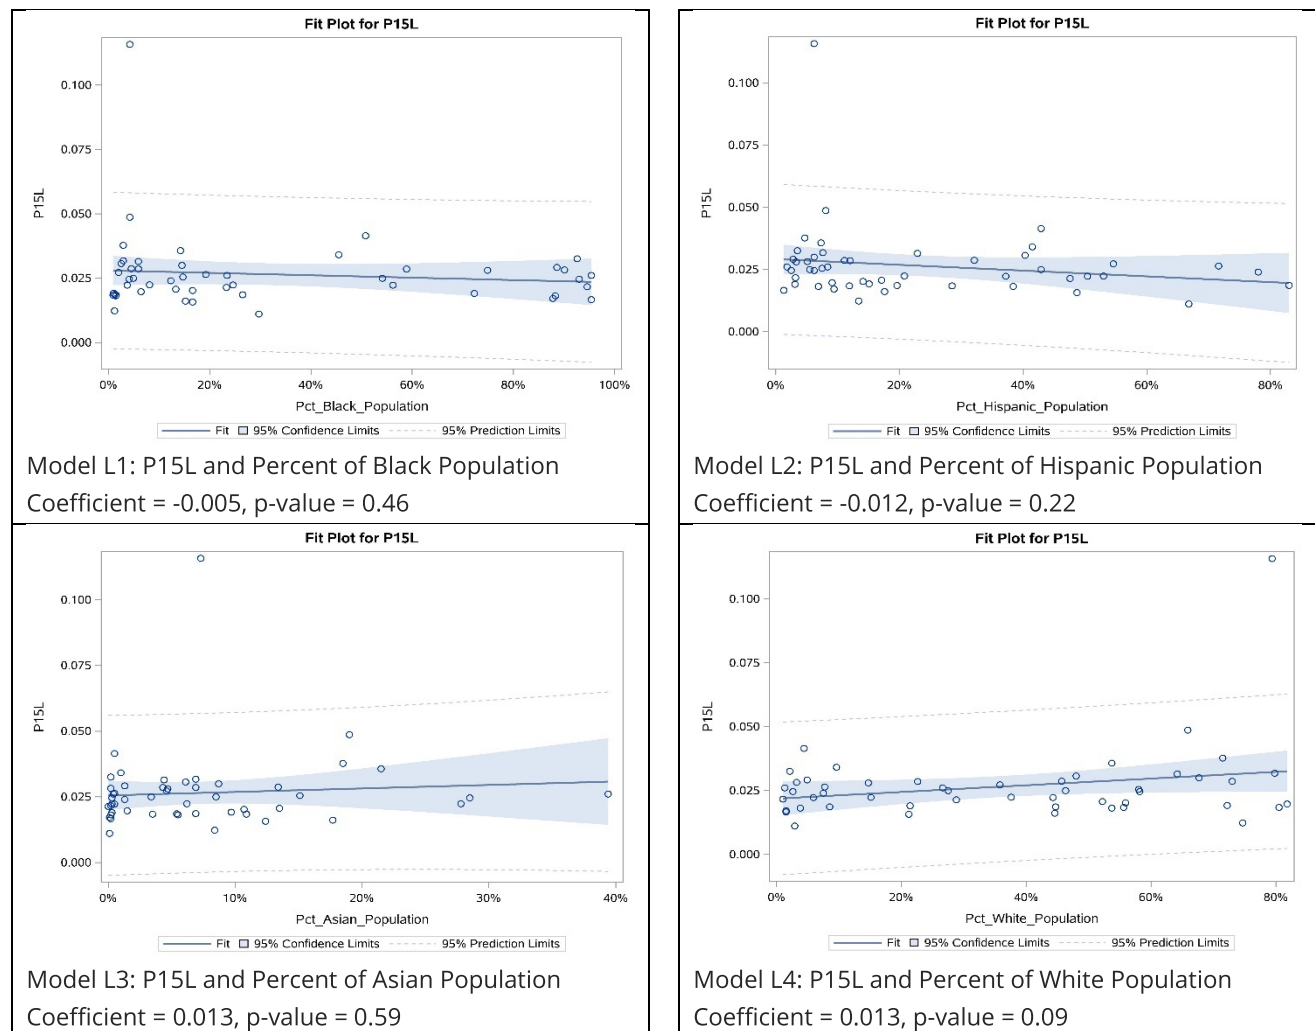 Fit Plot for P15L
0.100
0.075
0.050
0.025
0.000
P15L
0% 20% 40% 60% 80% 100%
Pct_Black_Population
Fit 95% Confidence Limits 95% Prediction Limits
Model L1: P15L and Percent of Black Population
Coefficient = -0.005, p-value = 0.46
Fit Plot for P15L
0.100
0.075
0.050
0.025
0.000
P15L
0% 20% 40% 60% 80%
Pct_Hispanic_Population
Fit 95% Confidence Limits 95% Prediction Limits
Model L2: P15L and Percent of Hispanic Population
Coefficient = -0.012, p-value = 0.22
Fit Plot for P15L
0.100
0.075
0.050
0.025
0.000
P15L
0% 10% 20% 30% 40%
Pct_Asian_Population
Fit 95% Confidence Limits 95% Prediction Limits
Model L3: P15L and Percent of Asian Population
Coefficient = 0.013, p-value = 0.59
Fit Plot for P15L
0.100
0.075
0.050
0.025
0.000
P15L
0% 20% 40% 60% 80%
Pct_White_Population
Fit 95% Confidence Limits 95% Prediction Limits
Model L4: P15L and Percent of White Population
Coefficient = 0.013, p-value = 0.09